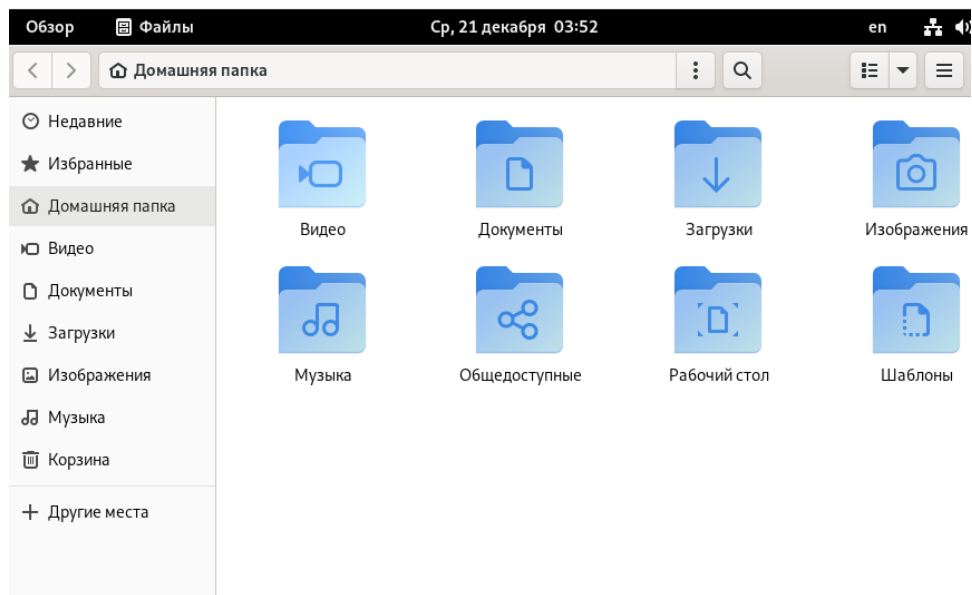 Обзор Файлы Ср, 21 декабря 03:52 en
Домашняя папка
Недавние
Избранные
Домашняя папка
Видео
Документы
Загрузки
Изображения
Музыка
Корзина
Другие места
Видео Документы Загрузки Изображения
Музыка Общедоступные Рабочий стол Шаблоны